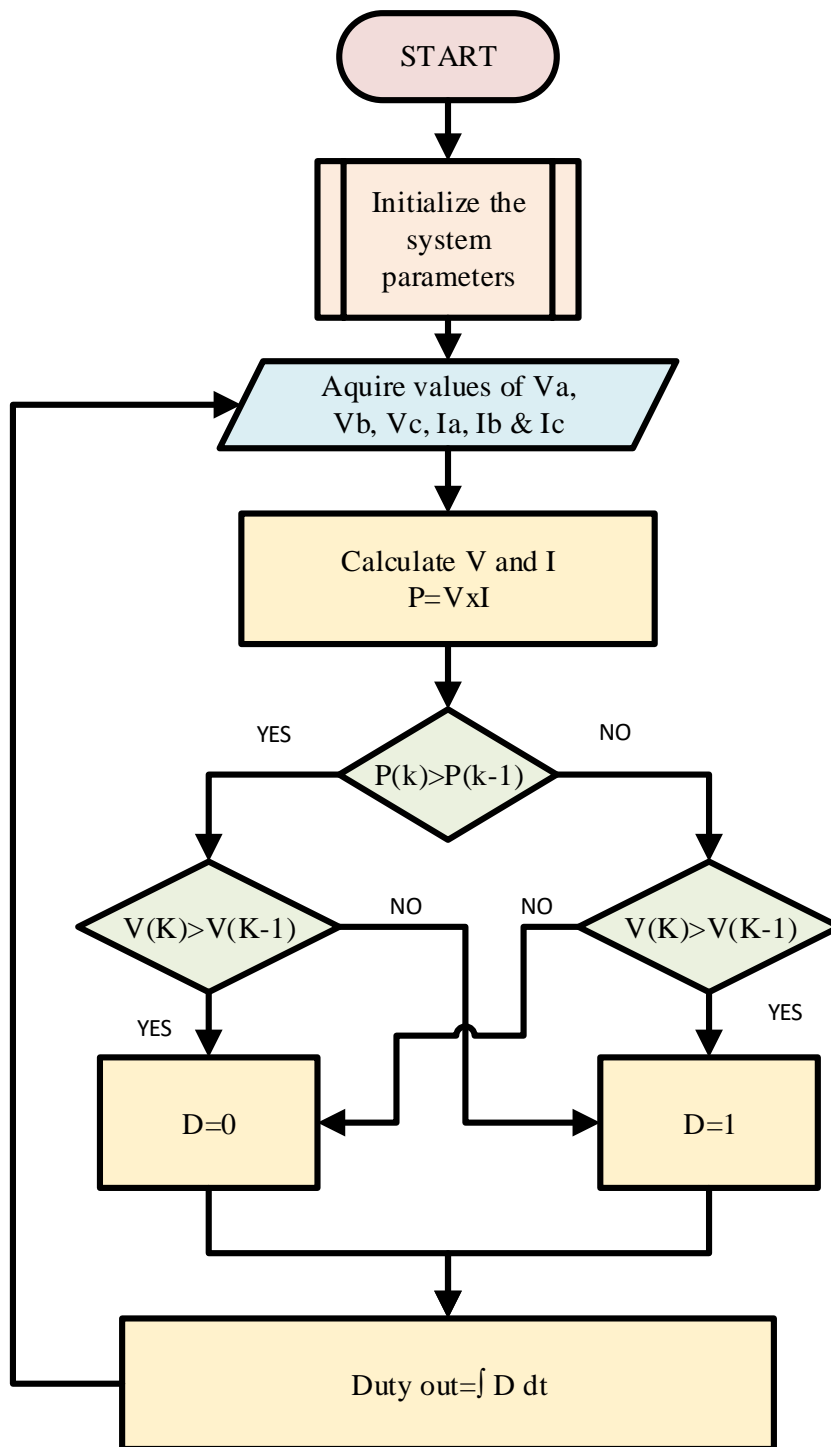 START
Initialize the
system
parameters
Aquire values of Va,
Vb, Vc, Ia, Ib & Ic
Calculate V and I
P=VxI
YES
NO
P(k)>P(k-1)
V(K)>V(K-1)
NO
NO
V(K)>V(K-1)
YES
YES
D=0
D=1
Duty out=∫ D dt